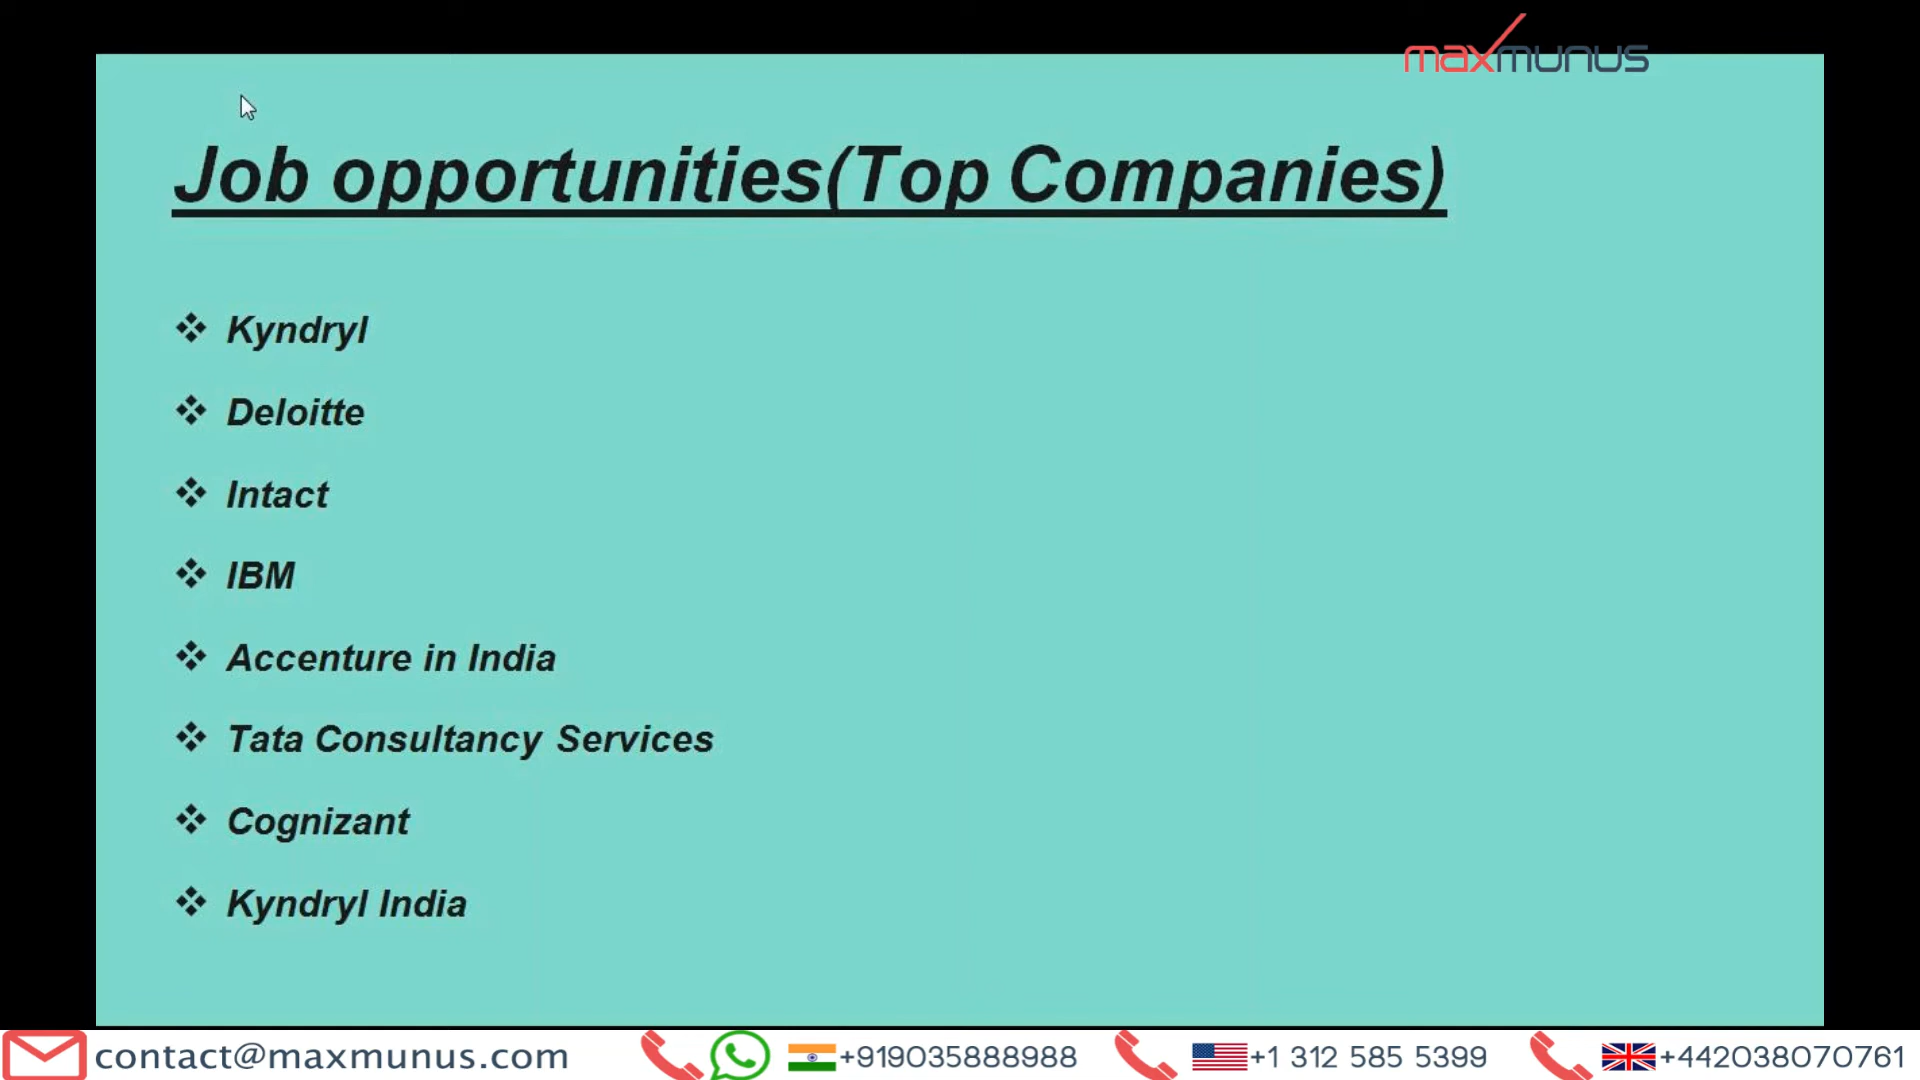 maxmunus
Job opportunities(Top Companies)
❖ Kyndryl
❖ Deloitte
❖ Intact
❖ IBM
❖ Accenture in India
❖ Tata Consultancy Services
❖ Cognizant
❖ Kyndryl India
contact@maxmunus.com +919035888988 +1 312 585 5399 +442038070761